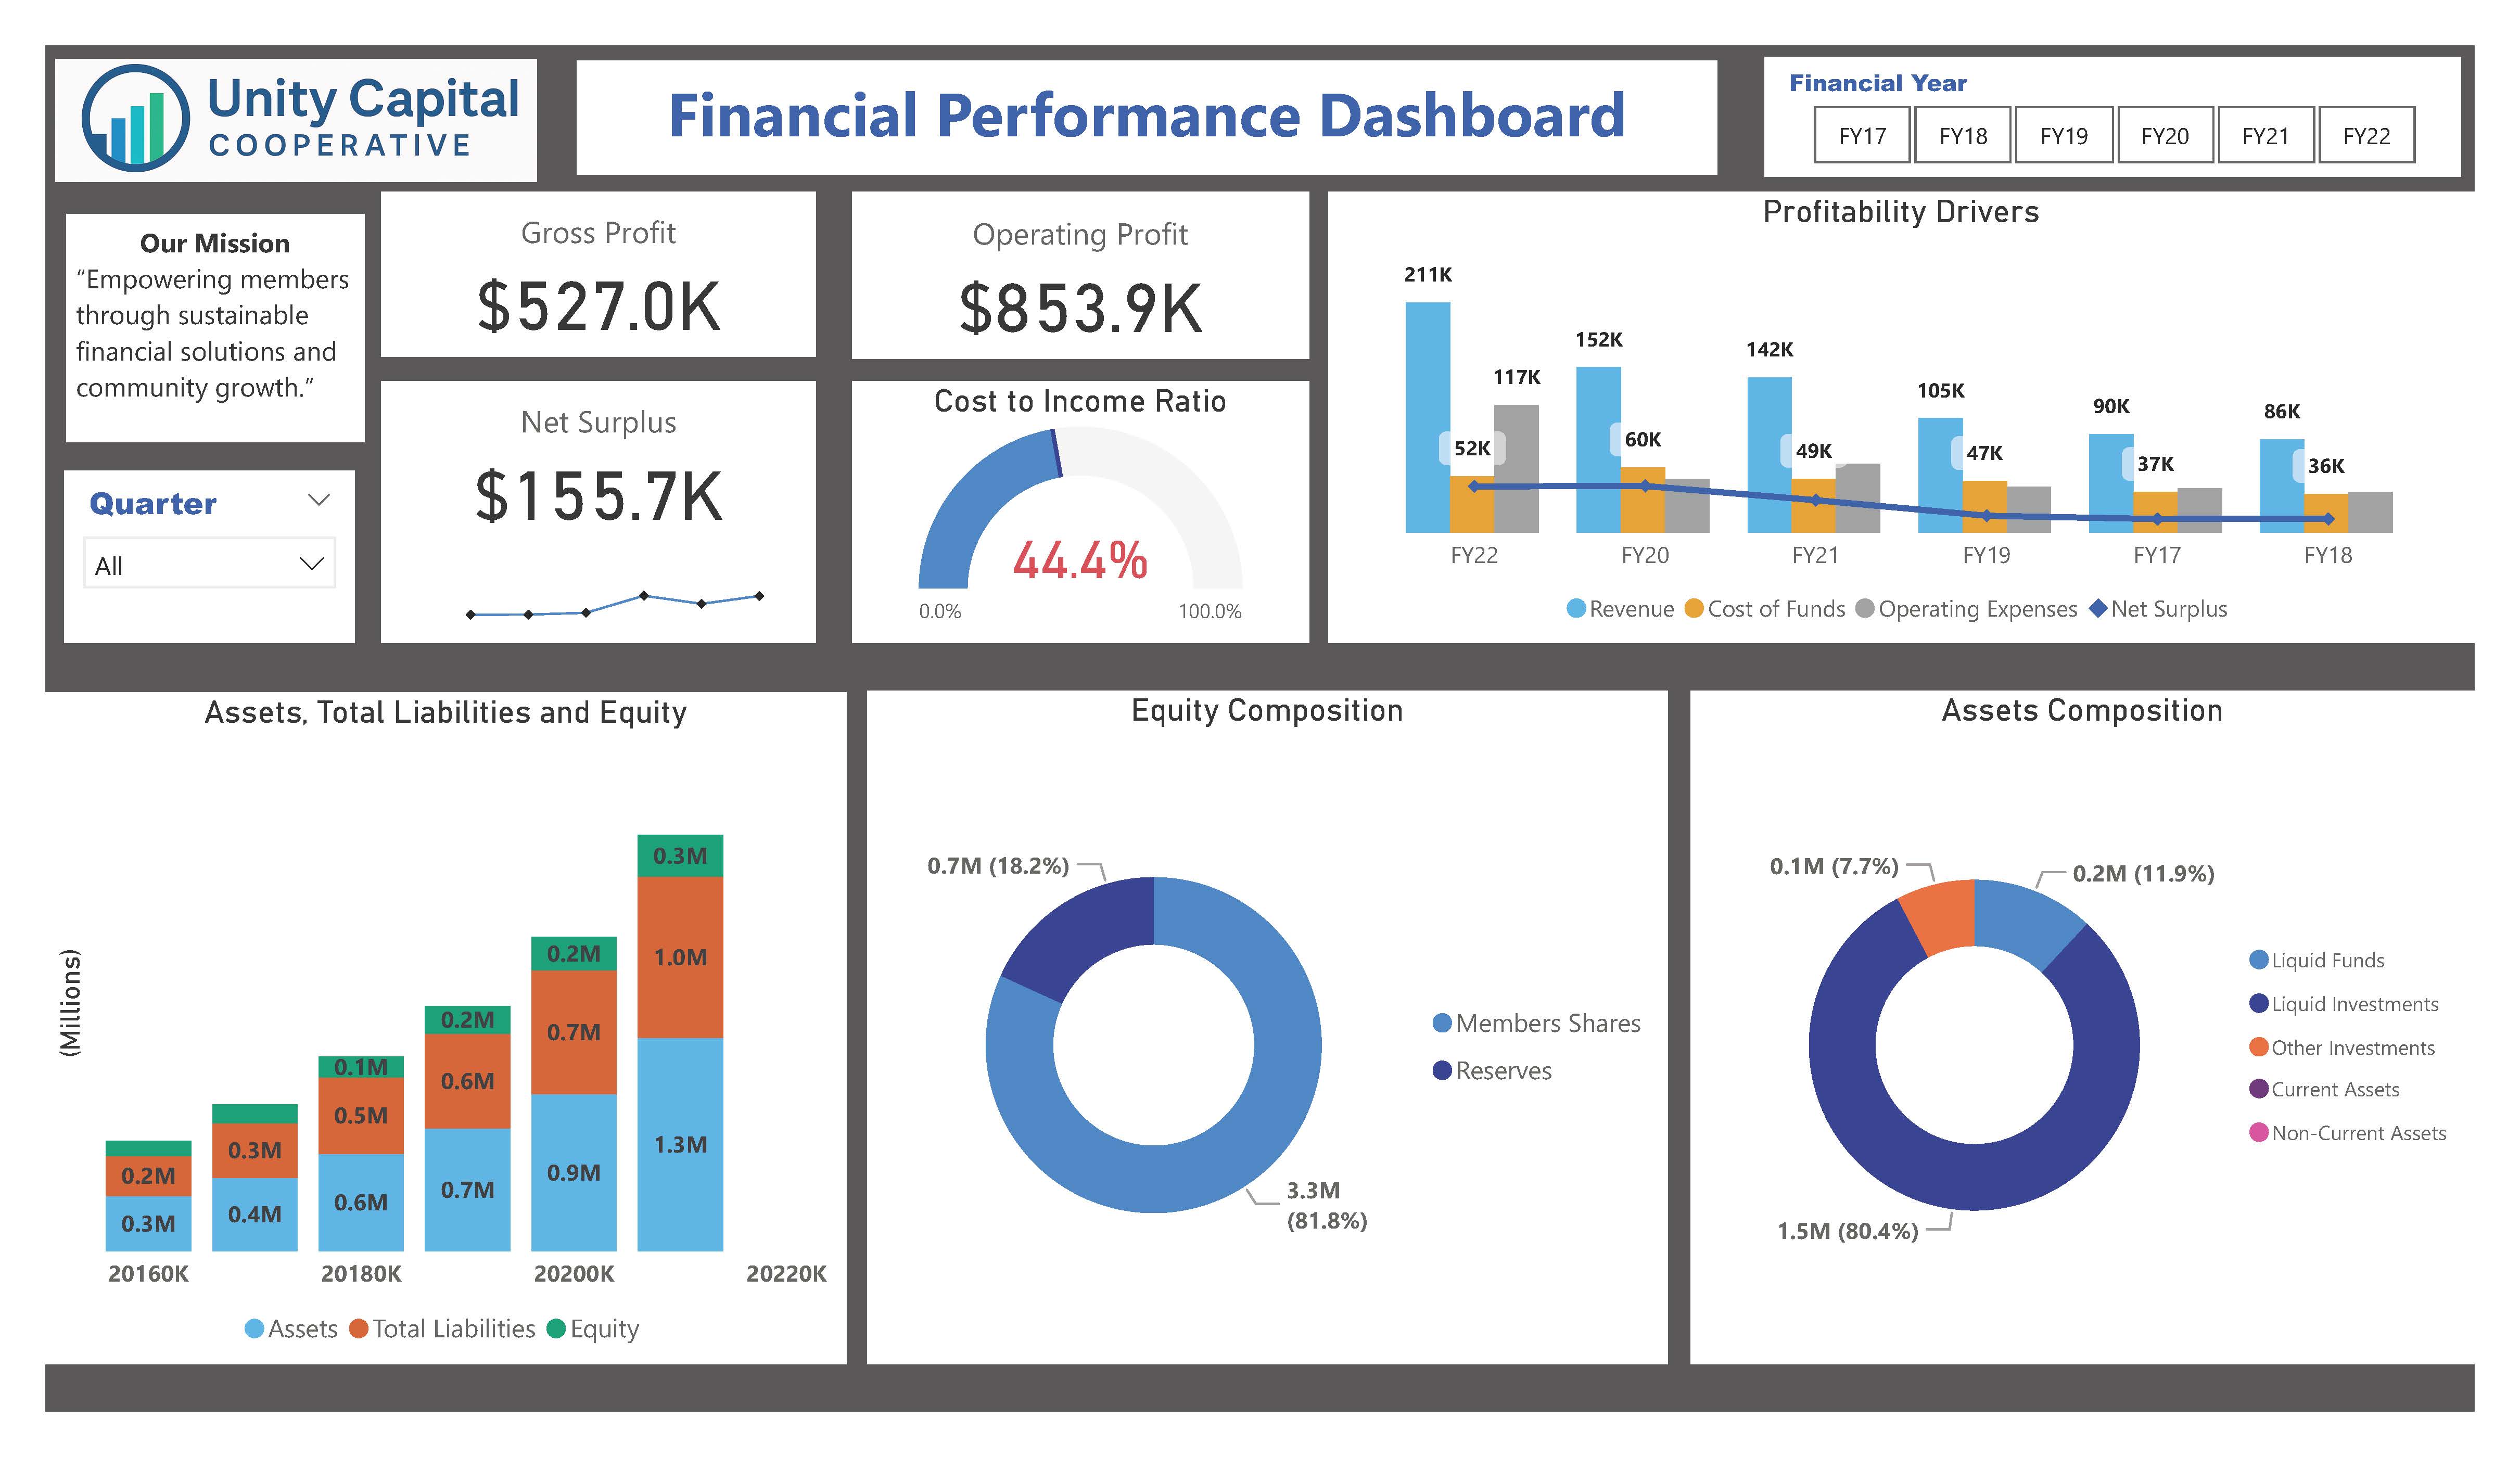 Unity Capital
COOPERATIVE
Financial Performance Dashboard
Financial Year
FY17 FY18 FY19 FY20 FY21 FY22
Our Mission
“Empowering members
through sustainable
financial solutions and
community growth.”
Quarter
All
Gross Profit
$527.0K
Operating Profit
$853.9K
Net Surplus
$155.7K
Cost to Income Ratio
44.4%
0.0% 100.0%
Profitability Drivers
211K
152K
142K
117K
105K
90K
86K
52K
60K
49K
47K
37K
36K
FY22 FY20 FY21 FY19 FY17 FY18
Revenue Cost of Funds Operating Expenses Net Surplus
Assets, Total Liabilities and Equity
(Millions)
0.2M
0.3M
0.3M
0.4M
0.1M
0.5M
0.6M
0.2M
0.6M
0.7M
0.2M
0.7M
0.9M
0.3M
1.0M
1.3M
20160K 20180K 20200K 20220K
Assets Total Liabilities Equity
Equity Composition
0.7M (18.2%)
3.3M
(81.8%)
Members Shares
Reserves
Assets Composition
0.1M (7.7%)
0.2M (11.9%)
1.5M (80.4%)
Liquid Funds
Liquid Investments
Other Investments
Current Assets
Non-Current Assets